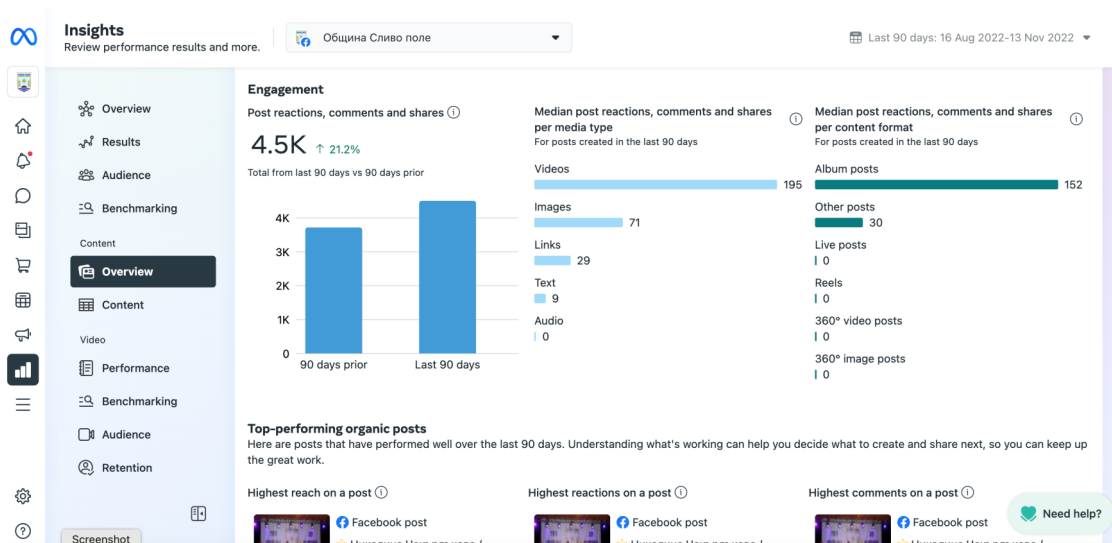 Insights
Review performance results and more.
Община Сливо поле
Last 90 days: 16 Aug 2022-13 Nov 2022
Overview
Results
Audience
Benchmarking
Content
Overview
Content
Video
Performance
Benchmarking
Audience
Retention
Screenshot
Engagement
Post reactions, comments and shares
4.5K ↑ 21.2%
Total from last 90 days vs 90 days prior
4K
3K
2K
1K
0
90 days prior
Last 90 days
Median post reactions, comments and shares
per media type
For posts created in the last 90 days
Videos
195
Images
71
Links
29
Text
9
Audio
0
Median post reactions, comments and shares
per content format
For posts created in the last 90 days
Album posts
152
Other posts
30
Live posts
0
Reels
0
360° video posts
0
360° image posts
0
Top-performing organic posts
Here are posts that have performed well over the last 90 days. Understanding what's working can help you decide what to create and share next, so you can keep up
the great work.
Highest reach on a post
Facebook post
Highest reactions on a post
Facebook post
Highest comments on a post
Facebook post
Need help?